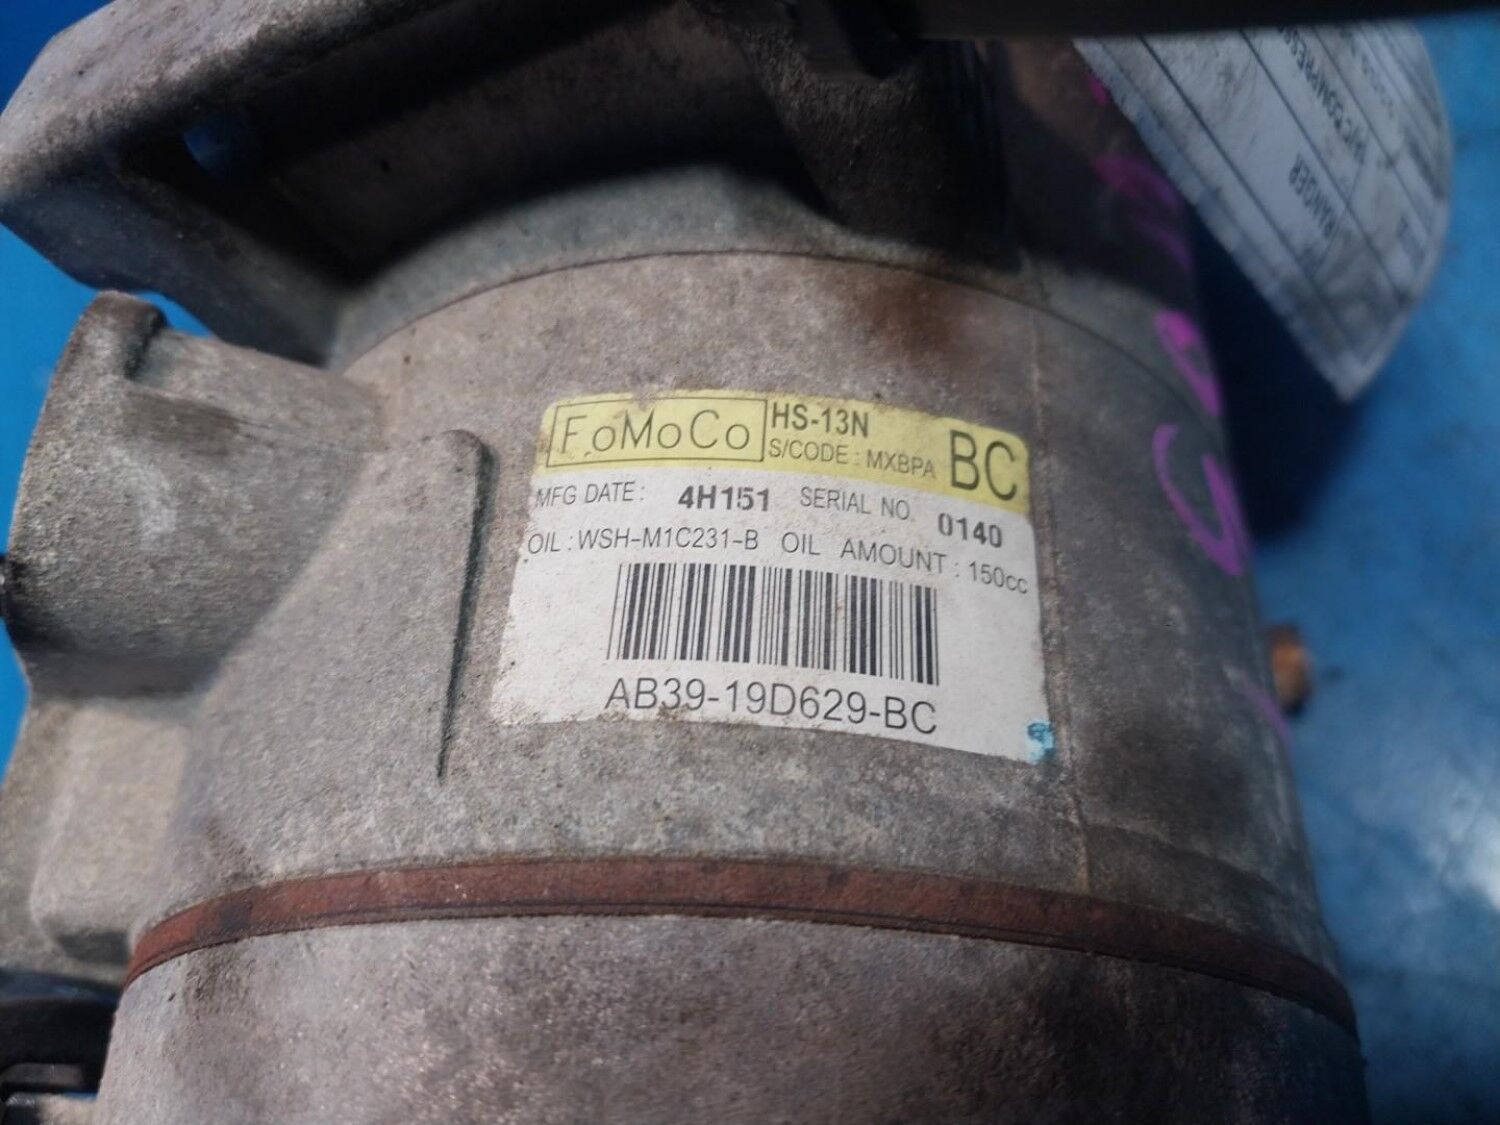 FoMoCo HS-13N BC
S/CODE : MXBPA
MFG DATE : 4H151 SERIAL NO. 0140
OIL : WSH-M1C231-B OIL AMOUNT : 150cc
AB39-19D629-BC
RANGER